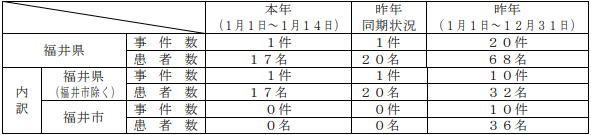 本年 昨年 昨年
（１月１日～１月１４日） 同期状況 （１月１日～１２月３１日）
福井県 事件数 １件 １件 ２０件
患者数 １７名 ２０名 ６８名
内訳 福井県（福井市除く） 事件数 １件 １件 １０件
患者数 １７名 ２０名 ３２名
福井市 事件数 ０件 ０件 １０件
患者数 ０名 ０名 ３６名